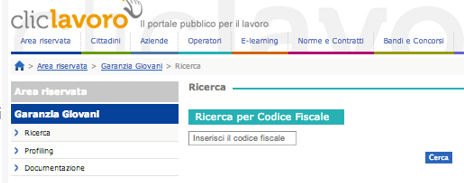 cliclavoro
Il portale pubblico per il lavoro
Area riservata Cittadini Aziende Operatori E-learning Norme e Contratti Bandi e Concorsi
> Area riservata > Garanzia Giovani > Ricerca
Area riservata
Garanzia Giovani
> Ricerca
> Profiling
> Documentazione
Ricerca
Ricerca per Codice Fiscale
Inserisci il codice fiscale
Cerca